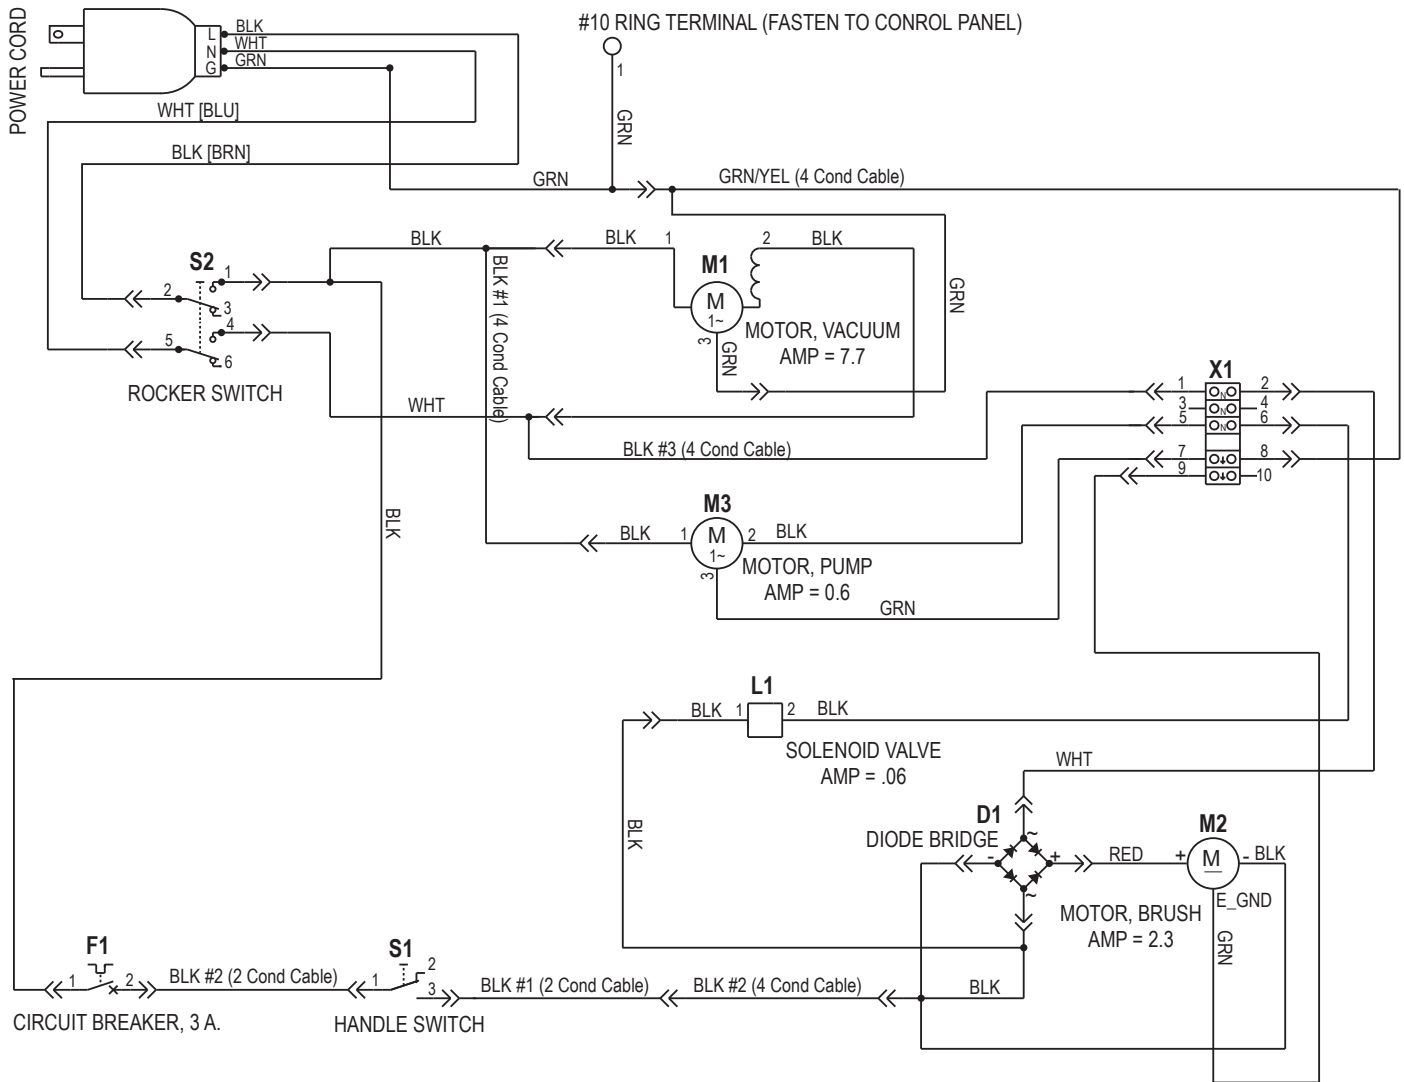 POWER CORD
L
BLK
N
WHT
G
GRN
#10 RING TERMINAL (FASTEN TO CONROL PANEL)
1
GRN
WHT [BLU]
BLK [BRN]
GRN
GRN/YEL (4 Cond Cable)
S2
1
2
3
4
5
6
ROCKER SWITCH
BLK
BLK
1
2
BLK
M1
M
1~
3
GRN
MOTOR, VACUUM
AMP = 7.7
GRN
BLK #1 (4 Cond Cable)
WHT
BLK #3 (4 Cond Cable)
X1
1
N
2
3
N
4
5
N
6
7
8
9
10
BLK
M3
BLK
1
M
1~
2
BLK
3
MOTOR, PUMP
AMP = 0.6
GRN
L1
BLK
1
2
BLK
SOLENOID VALVE
AMP = .06
BLK
WHT
D1
DIODE BRIDGE
~
-
+
~
RED
M2
+
M
-
BLK
E_GND
GRN
MOTOR, BRUSH
AMP = 2.3
F1
1
2
BLK #2 (2 Cond Cable)
CIRCUIT BREAKER, 3 A.
S1
1
2
3
HANDLE SWITCH
BLK #1 (2 Cond Cable)
BLK #2 (4 Cond Cable)
BLK